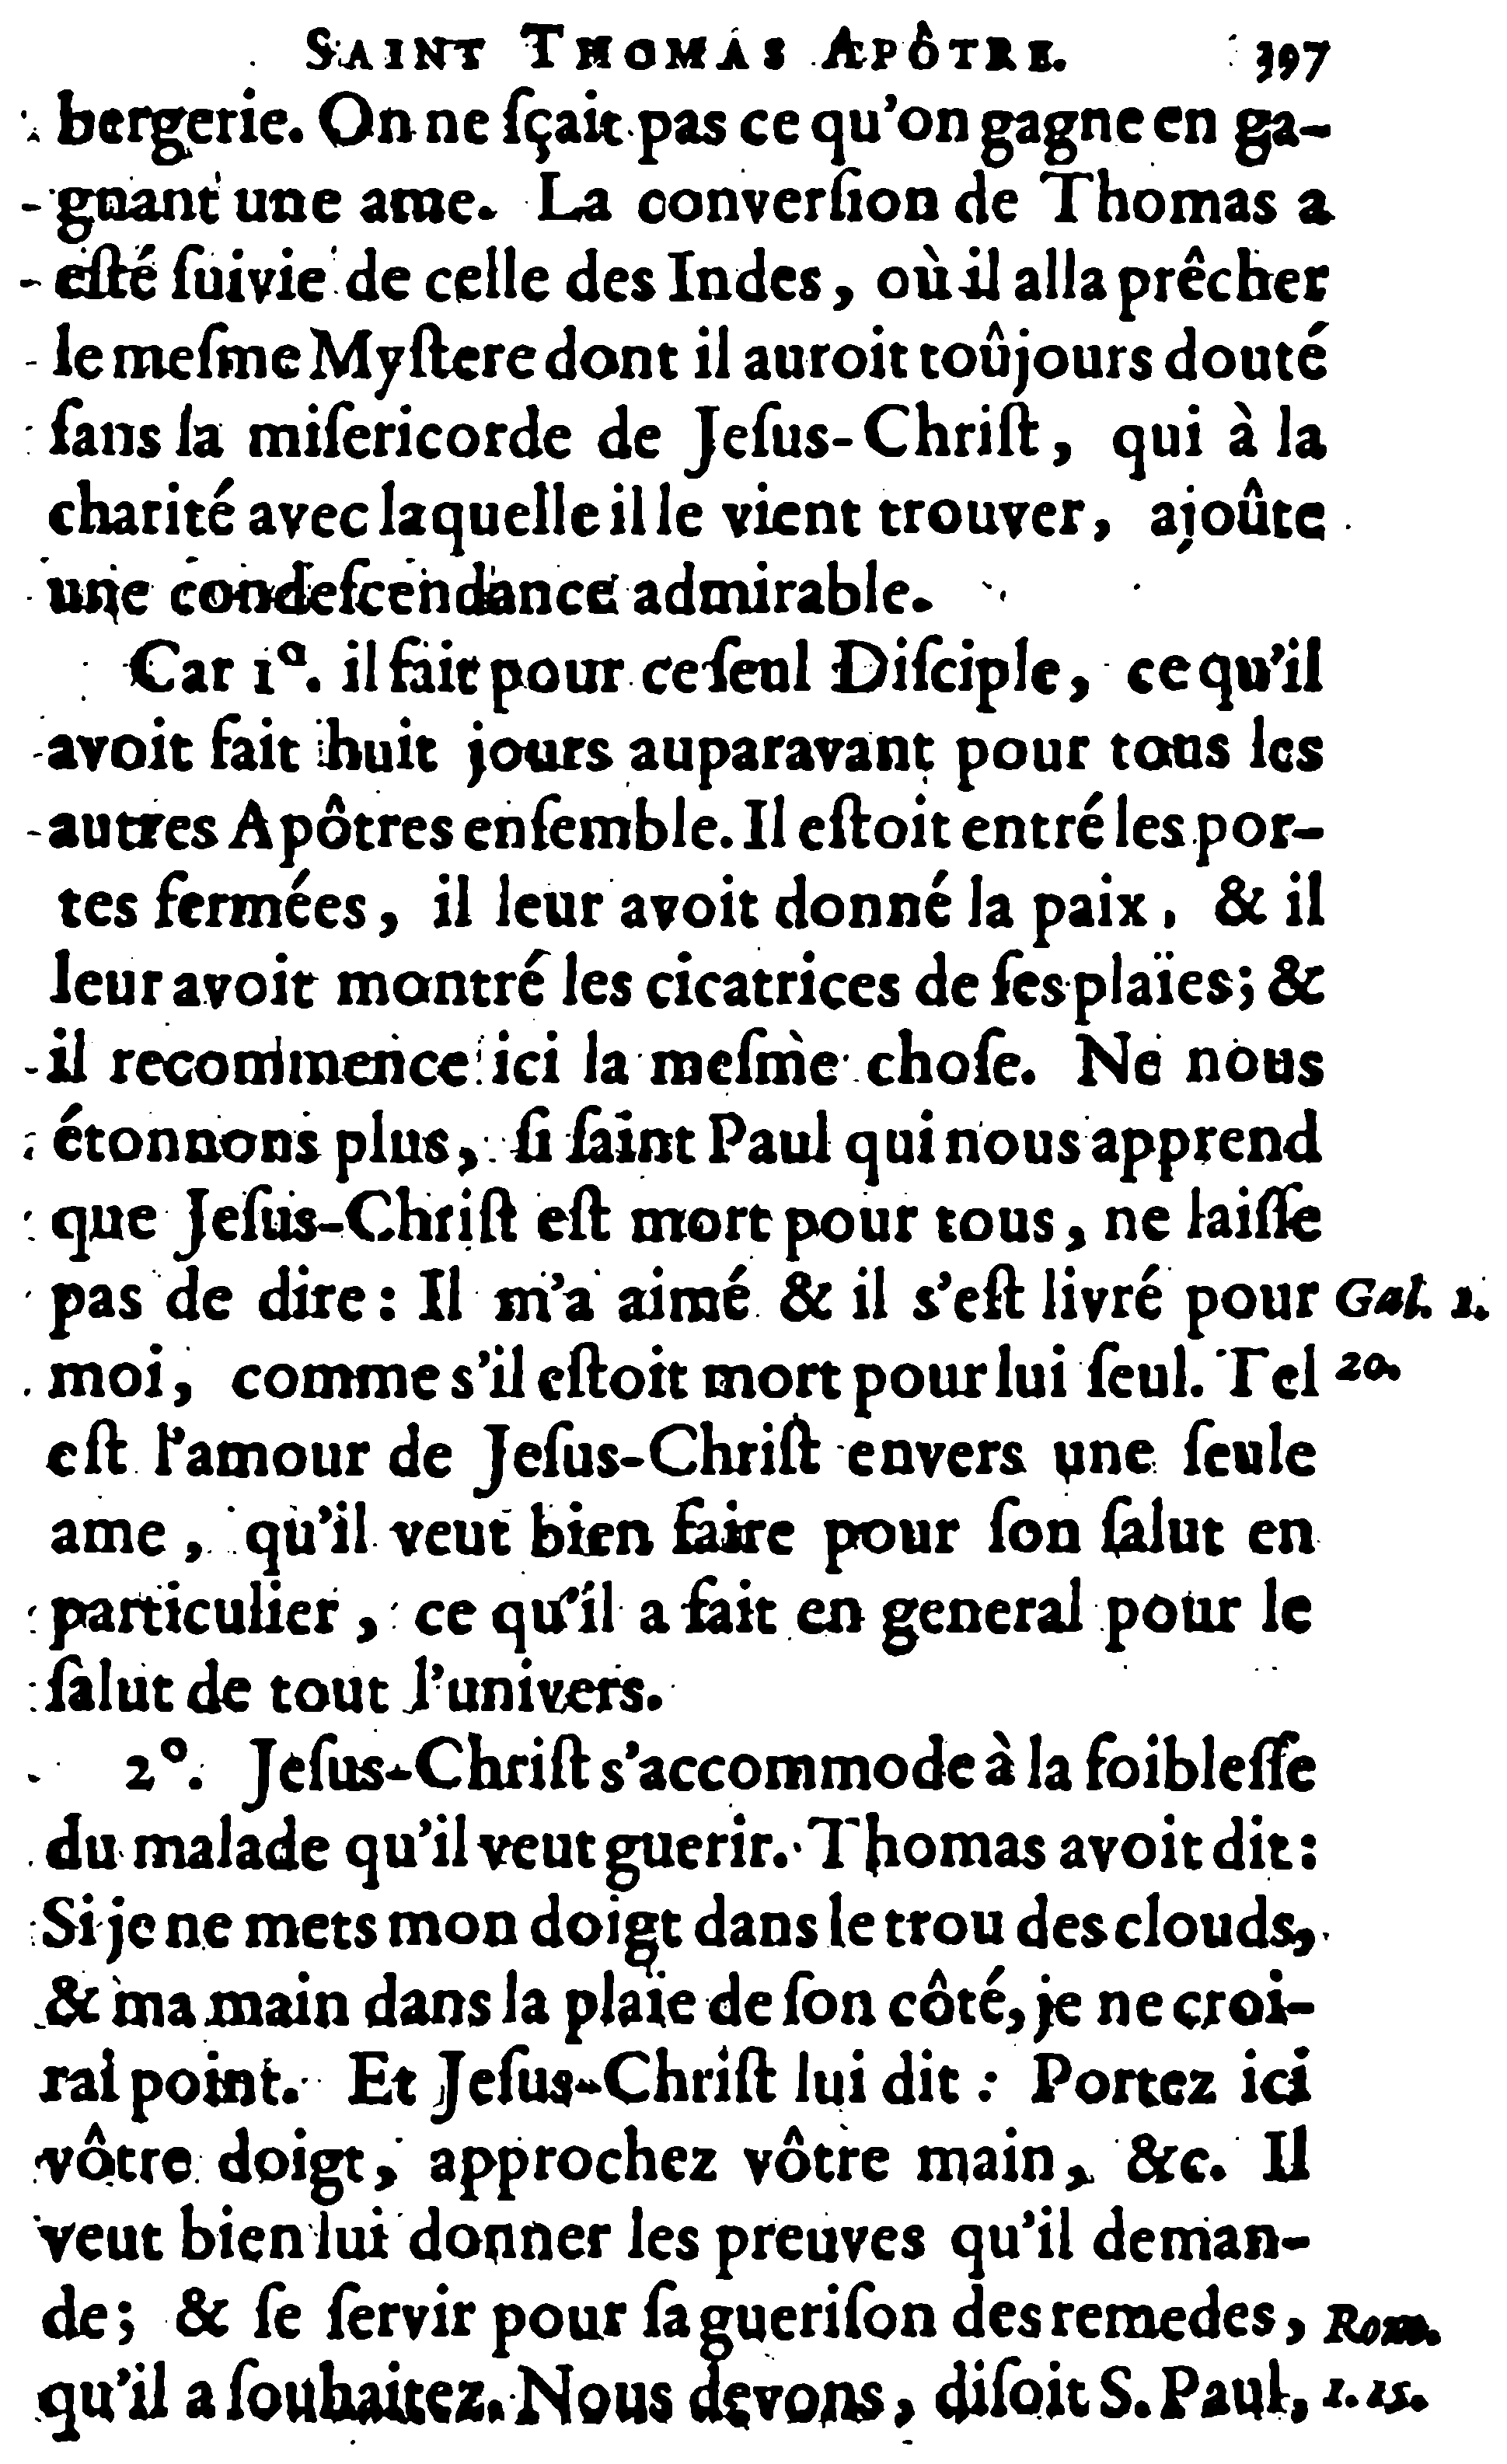 SAINT THOMAS APÔTRE. 397
bergerie. On ne ſçait pas ce qu'on gagne en ga-
gnant une ame. La converſion de Thomas a
eſté ſuivie de celle des Indes, où il alla prêcher
le meſme Myſtere dont il auroit toûjours douté
ſans la miſericorde de Jeſus-Chriſt, qui à la
charité avec laquelle il le vient trouver, ajoûte
une condeſcendance admirable.
Car 1º. il fait pour ce ſeul Diſciple, ce qu'il
avoit fait huit jours auparavant pour tous les
autres Apôtres enſemble. Il eſtoit entré les por-
tes fermées, il leur avoit donné la paix, & il
leur avoit montré les cicatrices de ſes plaïes; &
il recommence ici la meſme choſe. Ne nous
étonnons plus, ſi ſaint Paul qui nous apprend
que Jeſus-Chriſt eſt mort pour tous, ne laiſſe
pas de dire: Il m'a aimé & il s'eſt livré pour Gal. 1.
moi, comme s'il eſtoit mort pour lui ſeul. Tel 20.
eſt l'amour de Jeſus-Chriſt envers une ſeule
ame, qu'il veut bien faire pour ſon ſalut en
particulier, ce qu'il a fait en general pour le
ſalut de tout l'univers.
2º. Jeſus-Chriſt s'accommode à la foibleſſe
du malade qu'il veut guerir. Thomas avoit dit:
Si je ne mets mon doigt dans le trou des clouds,
& ma main dans la plaïe de ſon côté, je ne croi-
rai point. Et Jeſus-Chriſt lui dit: Portez ici
vôtre doigt, approchez vôtre main, &c. Il
veut bien lui donner les preuves qu'il deman-
de; & ſe ſervir pour ſa gueriſon des remedes, Rom.
qu'il a ſouhaitez. Nous devons, diſoit S. Paul, 1. 15.